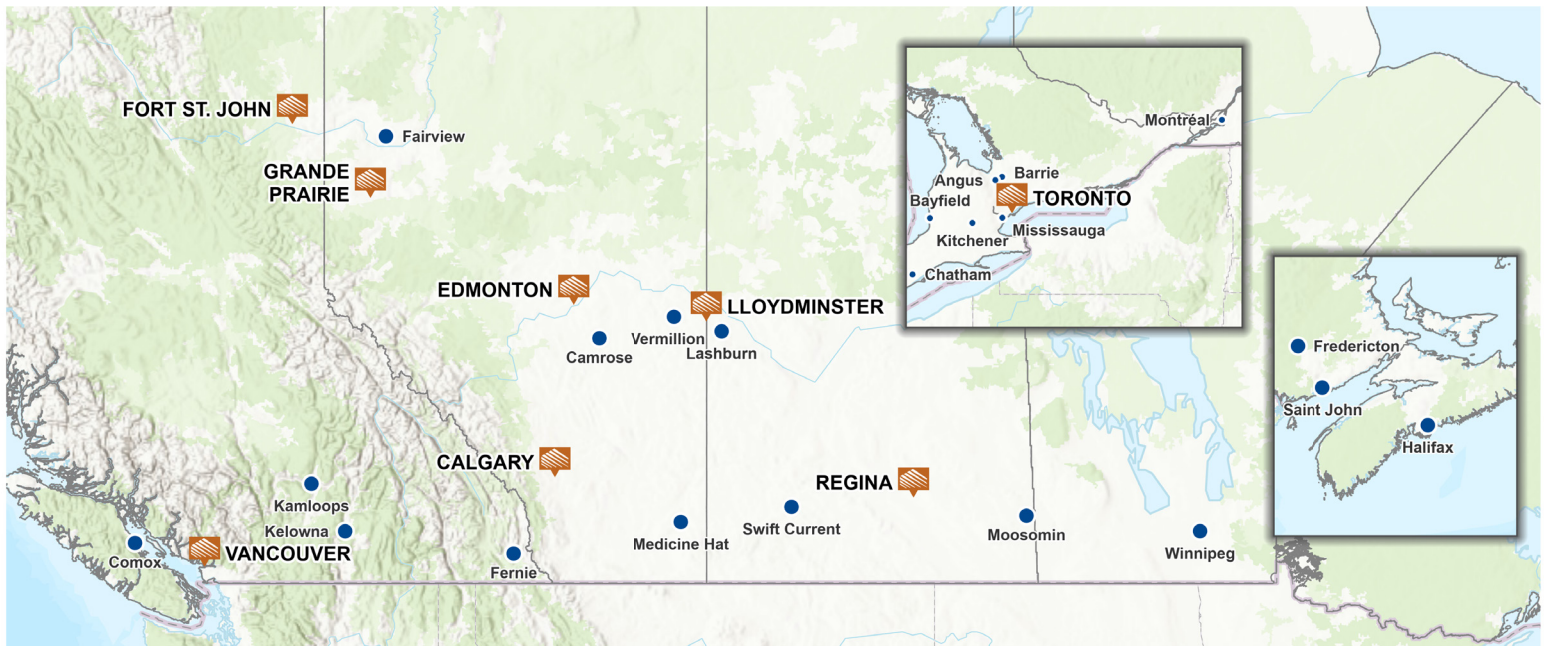 FORT ST. JOHN
Fairview
GRANDE
PRAIRIE
EDMONTON
LLOYDMINSTER
Vermillion
Lashburn
Camrose
CALGARY
REGINA
Kamloops
Kelowna
VANCOUVER
Comox
Fernie
Medicine Hat
Swift Current
Moosomin
Winnipeg
Montréal
Barrie
Angus
TORONTO
Bayfield
Mississauga
Kitchener
Chatham
Fredericton
Saint John
Halifax